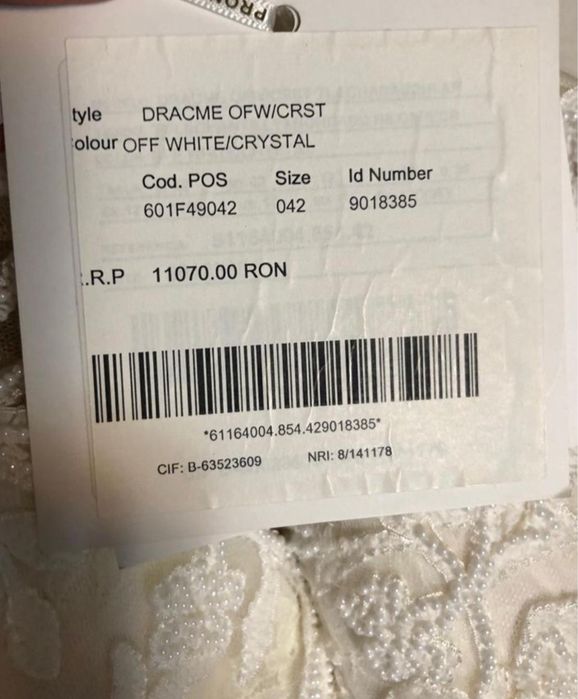 PRO
tyle DRACME OFW/CRST
olour OFF WHITE/CRYSTAL
Cod. POS Size Id Number
601F49042 042 9018385
.R.P 11070.00 RON
*61164004.854.429018385*
CIF: B-63523609 NRI: 8/141178